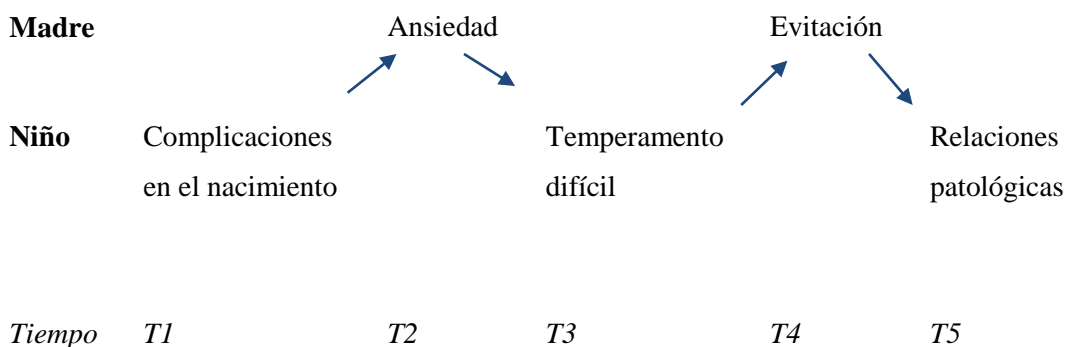 Madre Ansiedad Evitación
Niño Complicaciones Temperamento Relaciones
en el nacimiento difícil patológicas
Tiempo T1 T2 T3 T4 T5